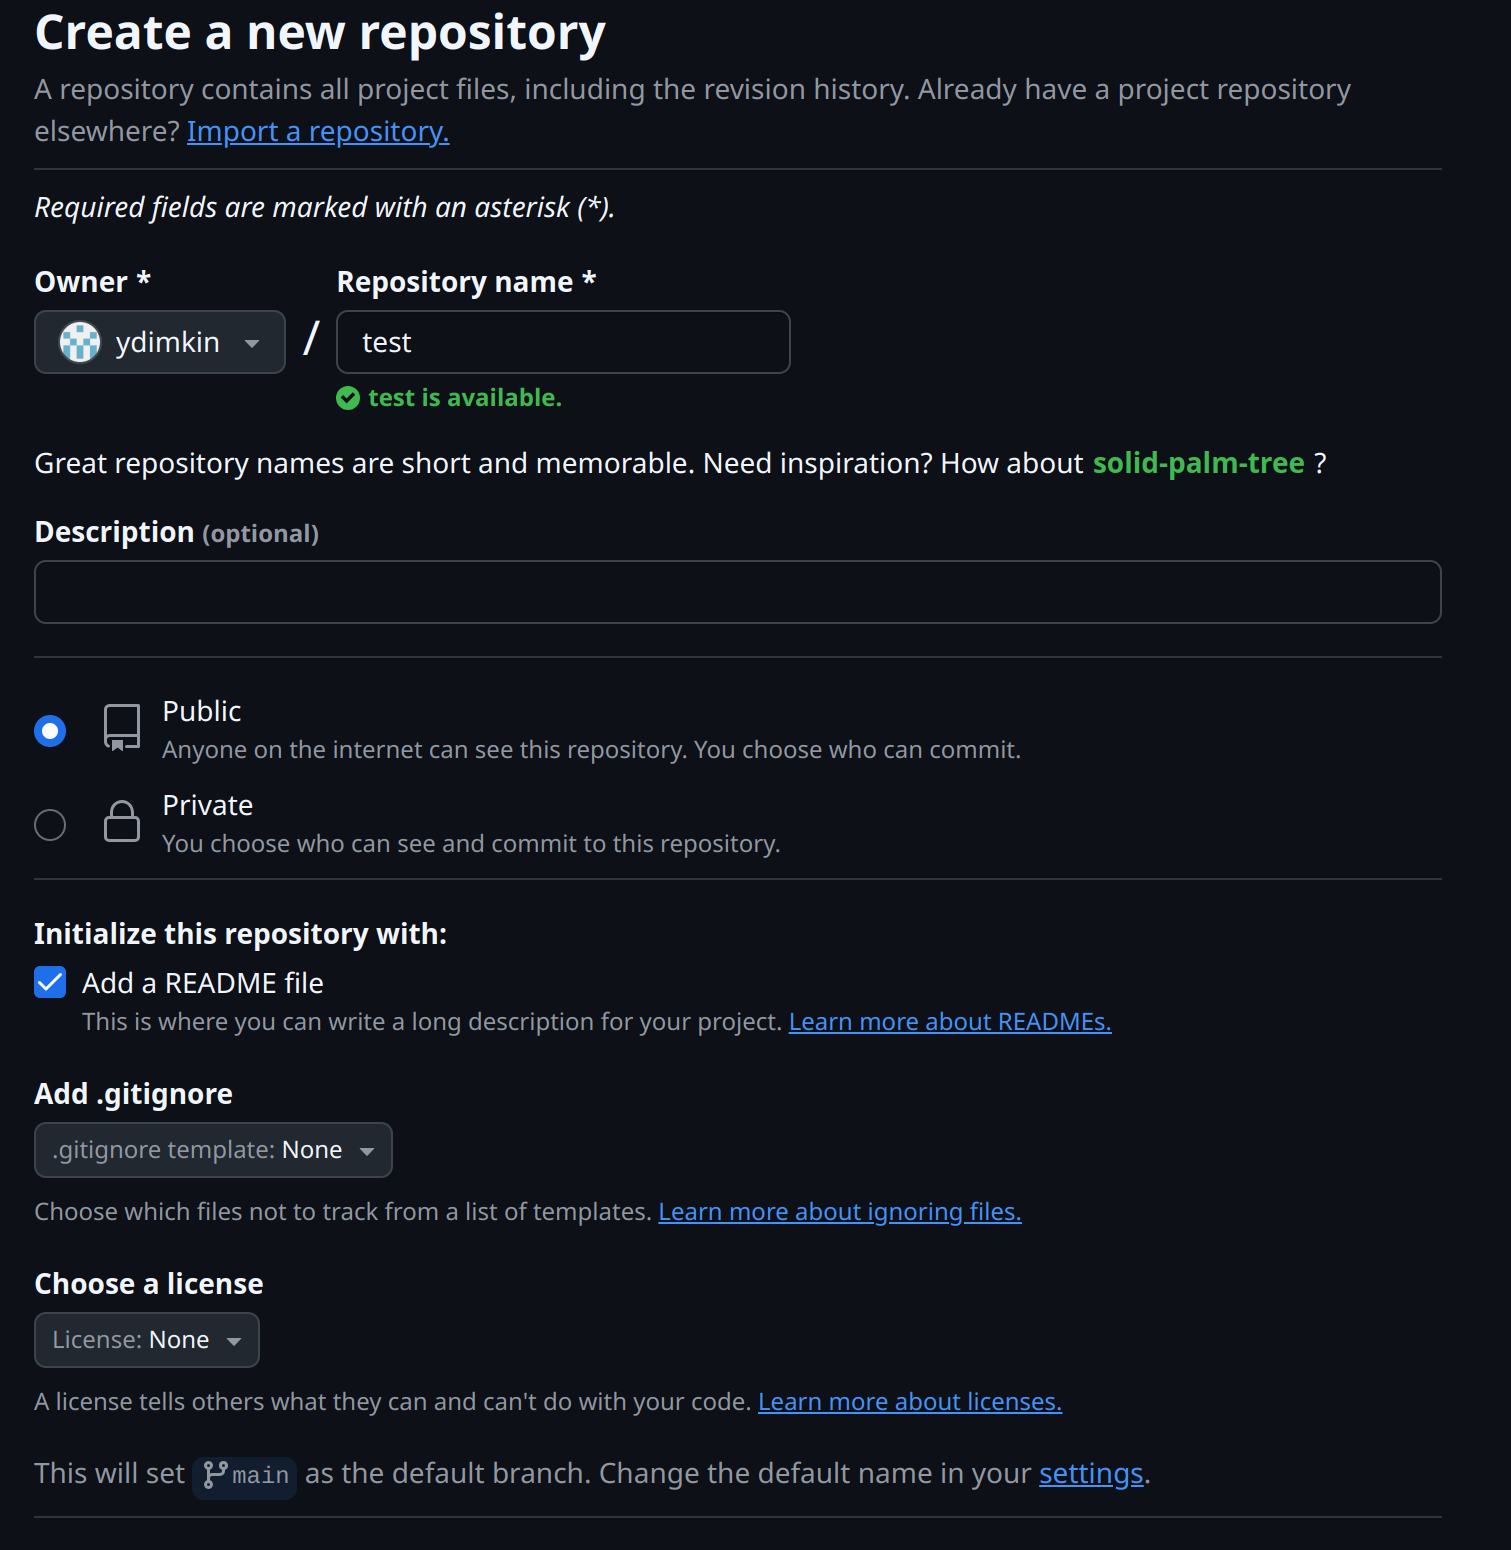 Create a new repository
A repository contains all project files, including the revision history. Already have a project repository
elsewhere? Import a repository.
Required fields are marked with an asterisk (*).
Owner *
Repository name *
ydimkin
/
test
test is available.
Great repository names are short and memorable. Need inspiration? How about solid-palm-tree ?
Description (optional)
Public
Anyone on the internet can see this repository. You choose who can commit.
Private
You choose who can see and commit to this repository.
Initialize this repository with:
Add a README file
This is where you can write a long description for your project. Learn more about READMEs.
Add .gitignore
.gitignore template: None
Choose which files not to track from a list of templates. Learn more about ignoring files.
Choose a license
License: None
A license tells others what they can and can't do with your code. Learn more about licenses.
This will set main as the default branch. Change the default name in your settings.